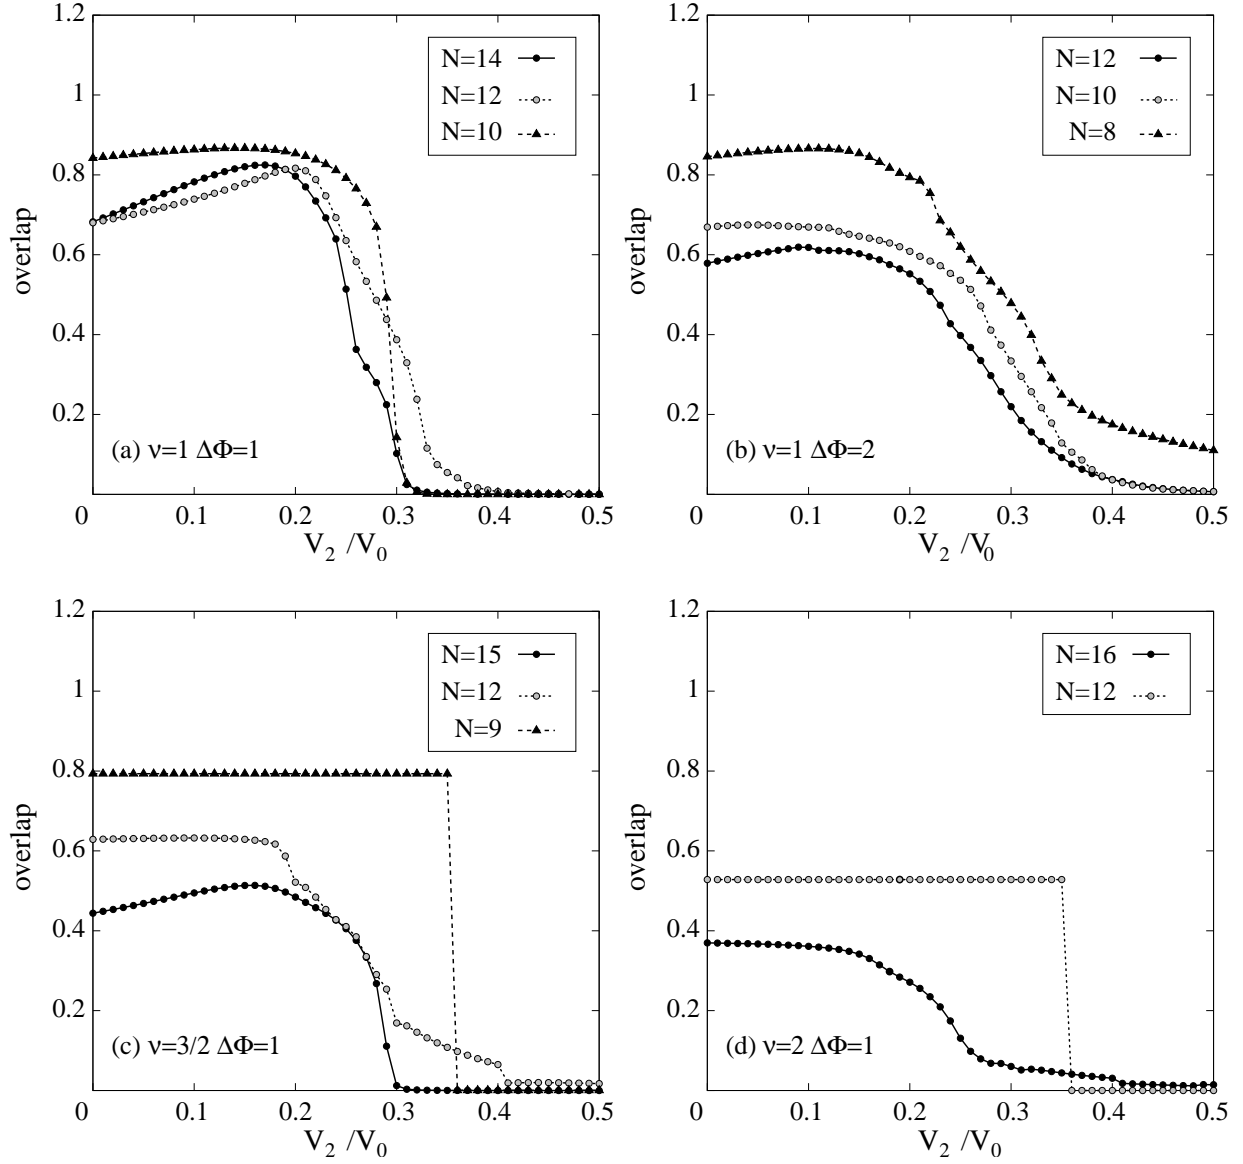 1.2
1
0.8
0.6
0.4
0.2
overlap
N=14
N=12
N=10
(a) ν=1 ΔΦ=1
0 0.1 0.2 0.3 0.4 0.5
V2 /V0
1.2
1
0.8
0.6
0.4
0.2
overlap
N=12
N=10
N=8
(b) ν=1 ΔΦ=2
0 0.1 0.2 0.3 0.4 0.5
V2 /V0
1.2
1
0.8
0.6
0.4
0.2
overlap
N=15
N=12
N=9
(c) ν=3/2 ΔΦ=1
0 0.1 0.2 0.3 0.4 0.5
V2 /V0
1.2
1
0.8
0.6
0.4
0.2
overlap
N=16
N=12
(d) ν=2 ΔΦ=1
0 0.1 0.2 0.3 0.4 0.5
V2 /V0